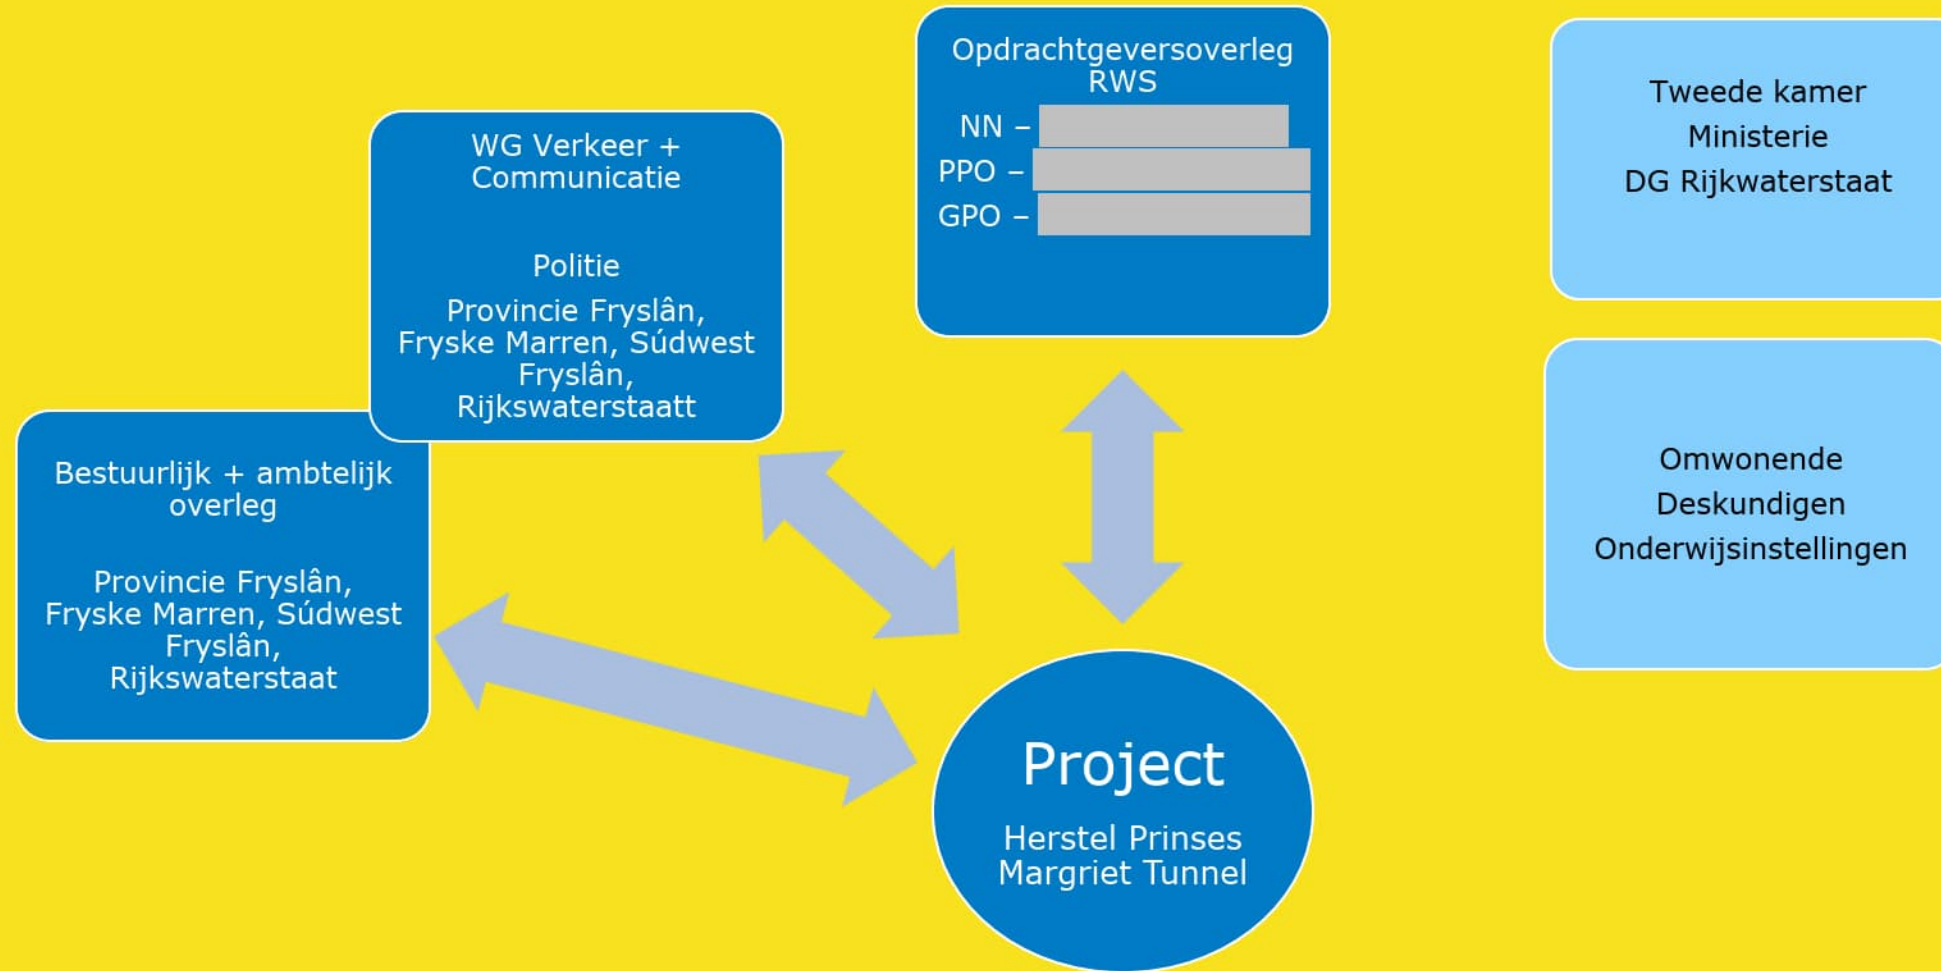 Opdrachtgeversoverleg
RWS
NN –
PPO –
GPO –
Tweede kamer
Ministerie
DG Rijkwaterstaat
WG Verkeer +
Communicatie
Politie
Provincie Fryslân,
Fryske Marren, Súdwest
Fryslân,
Rijkswaterstaatt
Bestuurlijk + ambtelijk
overleg
Provincie Fryslân,
Fryske Marren, Súdwest
Fryslân,
Rijkswaterstaat
Omwonende
Deskundigen
Onderwijsinstellingen
Project
Herstel Prinses
Margriet Tunnel